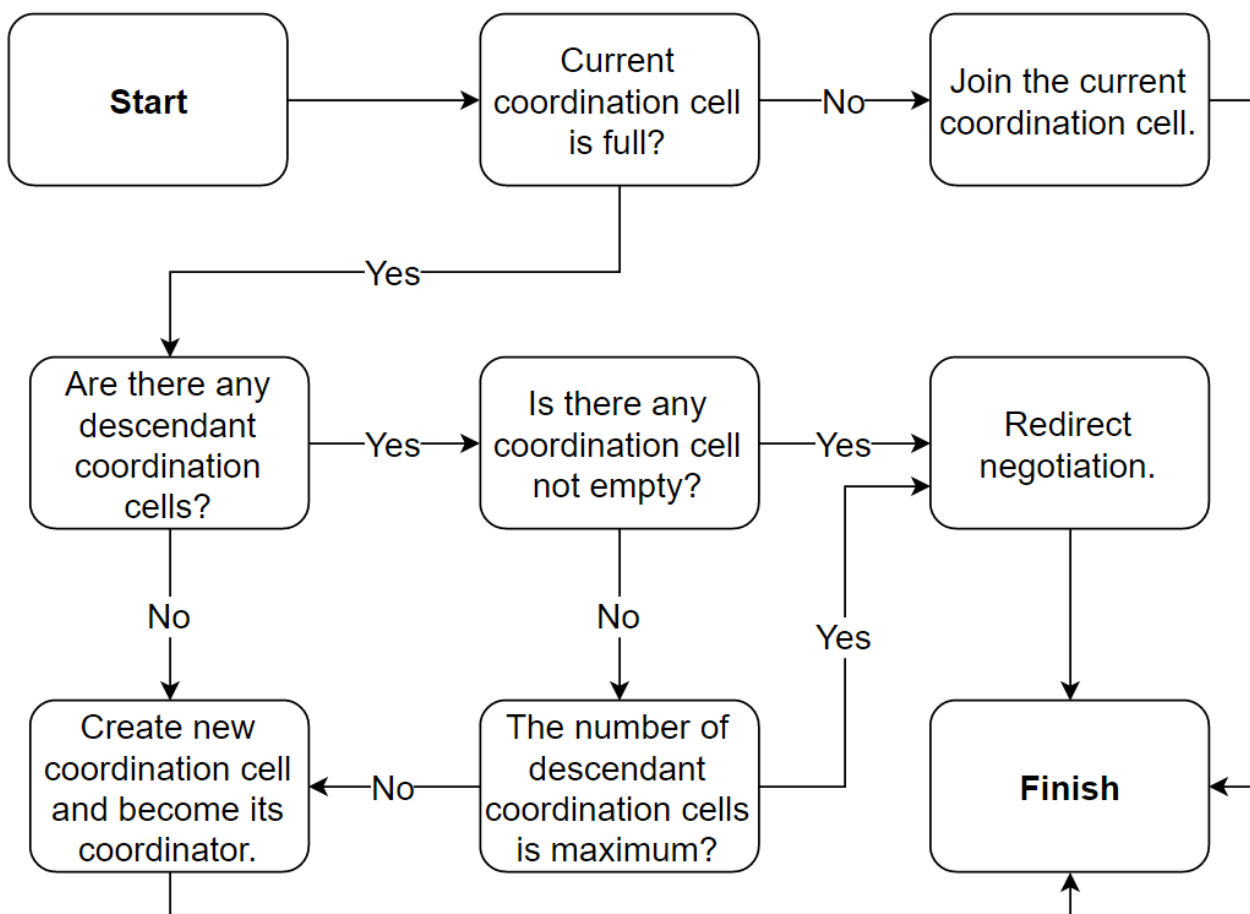 Start
Current
coordination cell
is full?
No
Join the current
coordination cell.
Yes
Are there any
descendant
coordination
cells?
Yes
Is there any
coordination cell
not empty?
Yes
Redirect
negotiation.
No
No
Yes
Create new
coordination cell
and become its
coordinator.
No
The number of
descendant
coordination cells
is maximum?
Finish